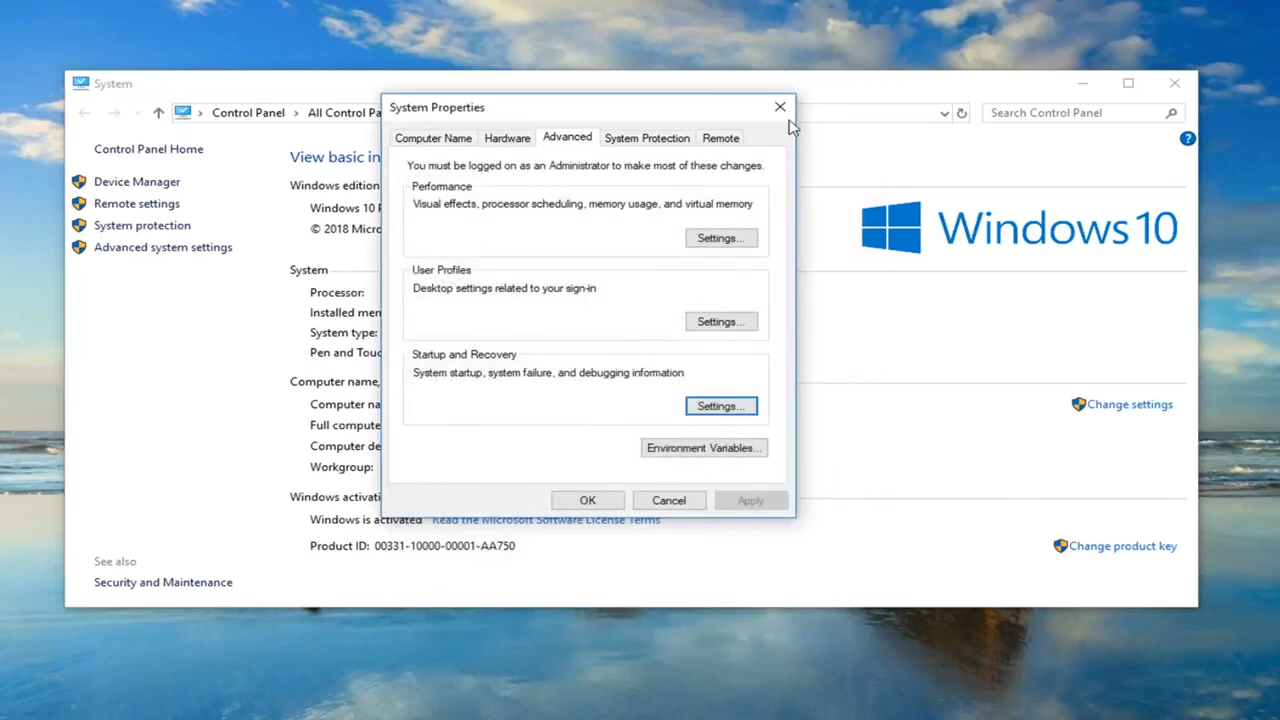 System
Control Panel
All Control Pa
Search Control Panel
Control Panel Home
Device Manager
Remote settings
System protection
Advanced system settings
See also
Security and Maintenance
View basic in
Windows edition
Windows 10 P
© 2018 Micro
System
Processor:
Installed mem
System type:
Pen and Touc
Computer name,
Computer na
Full compute
Computer de
Workgroup:
Windows activati
Windows is activated Read the Microsoft Software License Terms
Product ID: 00331-10000-00001-AA750
Windows 10
Change settings
Change product key
System Properties
Computer Name
Hardware
Advanced
System Protection
Remote
You must be logged on as an Administrator to make most of these changes.
Performance
Visual effects, processor scheduling, memory usage, and virtual memory
Settings...
User Profiles
Desktop settings related to your sign-in
Settings...
Startup and Recovery
System startup, system failure, and debugging information
Settings...
Environment Variables...
OK
Cancel
Apply